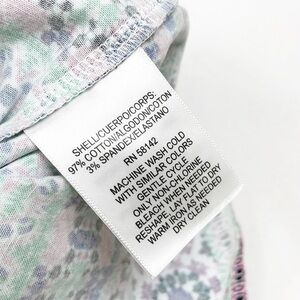 SHELL/CUERPO/CORPS:
97% COTTON/ALGODON/COTON
3% SPANDEX/ELASTANO
RN 58142
MACHINE WASH COLD
WITH SIMILAR COLORS
GENTLE CYCLE
ONLY NON-CHLORINE
BLEACH WHEN NEEDED
RESHAPE, LAY FLAT TO DRY
WARM IRON AS NEEDED
DRY CLEAN